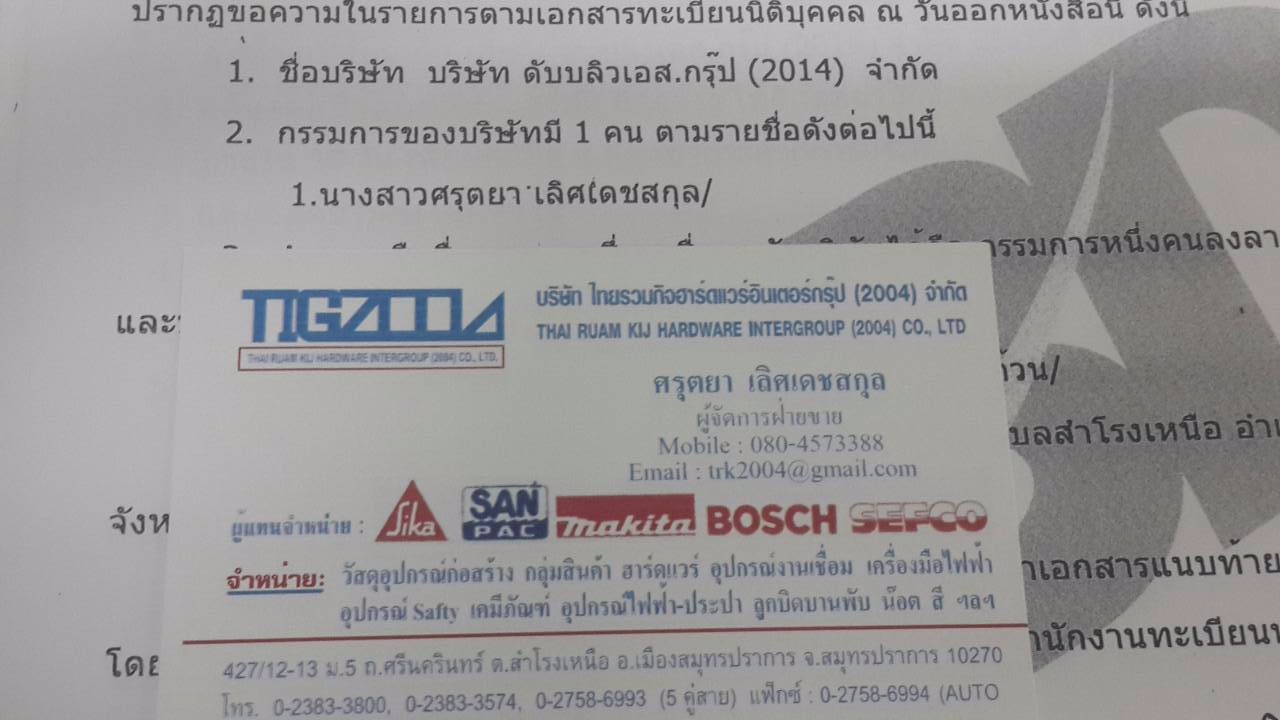 ปรากฏข้อความในรายการตามเอกสารทะเบียนนิติบุคคล ณ วันออกหนังสือนี้ ดังนี้
1. ชื่อบริษัท บริษัท ดับบลิวเอส.กรุ๊ป (2014) จำกัด
2. กรรมการของบริษัทมี 1 คน ตามรายชื่อดังต่อไปนี้
1.นางสาวศรุตยา เลิศเดชสกุล/
กรรมการหนึ่งคนลงลา
และ
ถ้วน/
บลสำโรงเหนือ อำเ
จังห
าเอกสารแนบท้าย
โดย
านักงานทะเบียน
TIG2004
THAI RUAM KIJ HARDWARE INTERGROUP (2004) CO., LTD.
บริษัท ไทยรวมกิจฮาร์ดแวร์อินเตอร์กรุ๊ป (2004) จำกัด
THAI RUAM KIJ HARDWARE INTERGROUP (2004) CO., LTD
ศรุตยา เลิศเดชสกุล
ผู้จัดการฝ่ายขาย
Mobile : 080-4573388
Email : trk2004@gmail.com
ผู้แทนจำหน่าย : Sika SAN PAC makita BOSCH SEFCO
จำหน่าย: วัสดุอุปกรณ์ก่อสร้าง กลุ่มสินค้า ฮาร์ดแวร์ อุปกรณ์งานเชื่อม เครื่องมือไฟฟ้า
อุปกรณ์ Safty เคมีภัณฑ์ อุปกรณ์ไฟฟ้า-ประปา ลูกบิดบานพับ น๊อต สี ฯลฯ
427/12-13 ม.5 ถ.ศรีนครินทร์ ต.สำโรงเหนือ อ.เมืองสมุทรปราการ จ.สมุทรปราการ 10270
โทร. 0-2383-3800, 0-2383-3574, 0-2758-6993 (5 คู่สาย) แฟ็กซ์ : 0-2758-6994 (AUTO